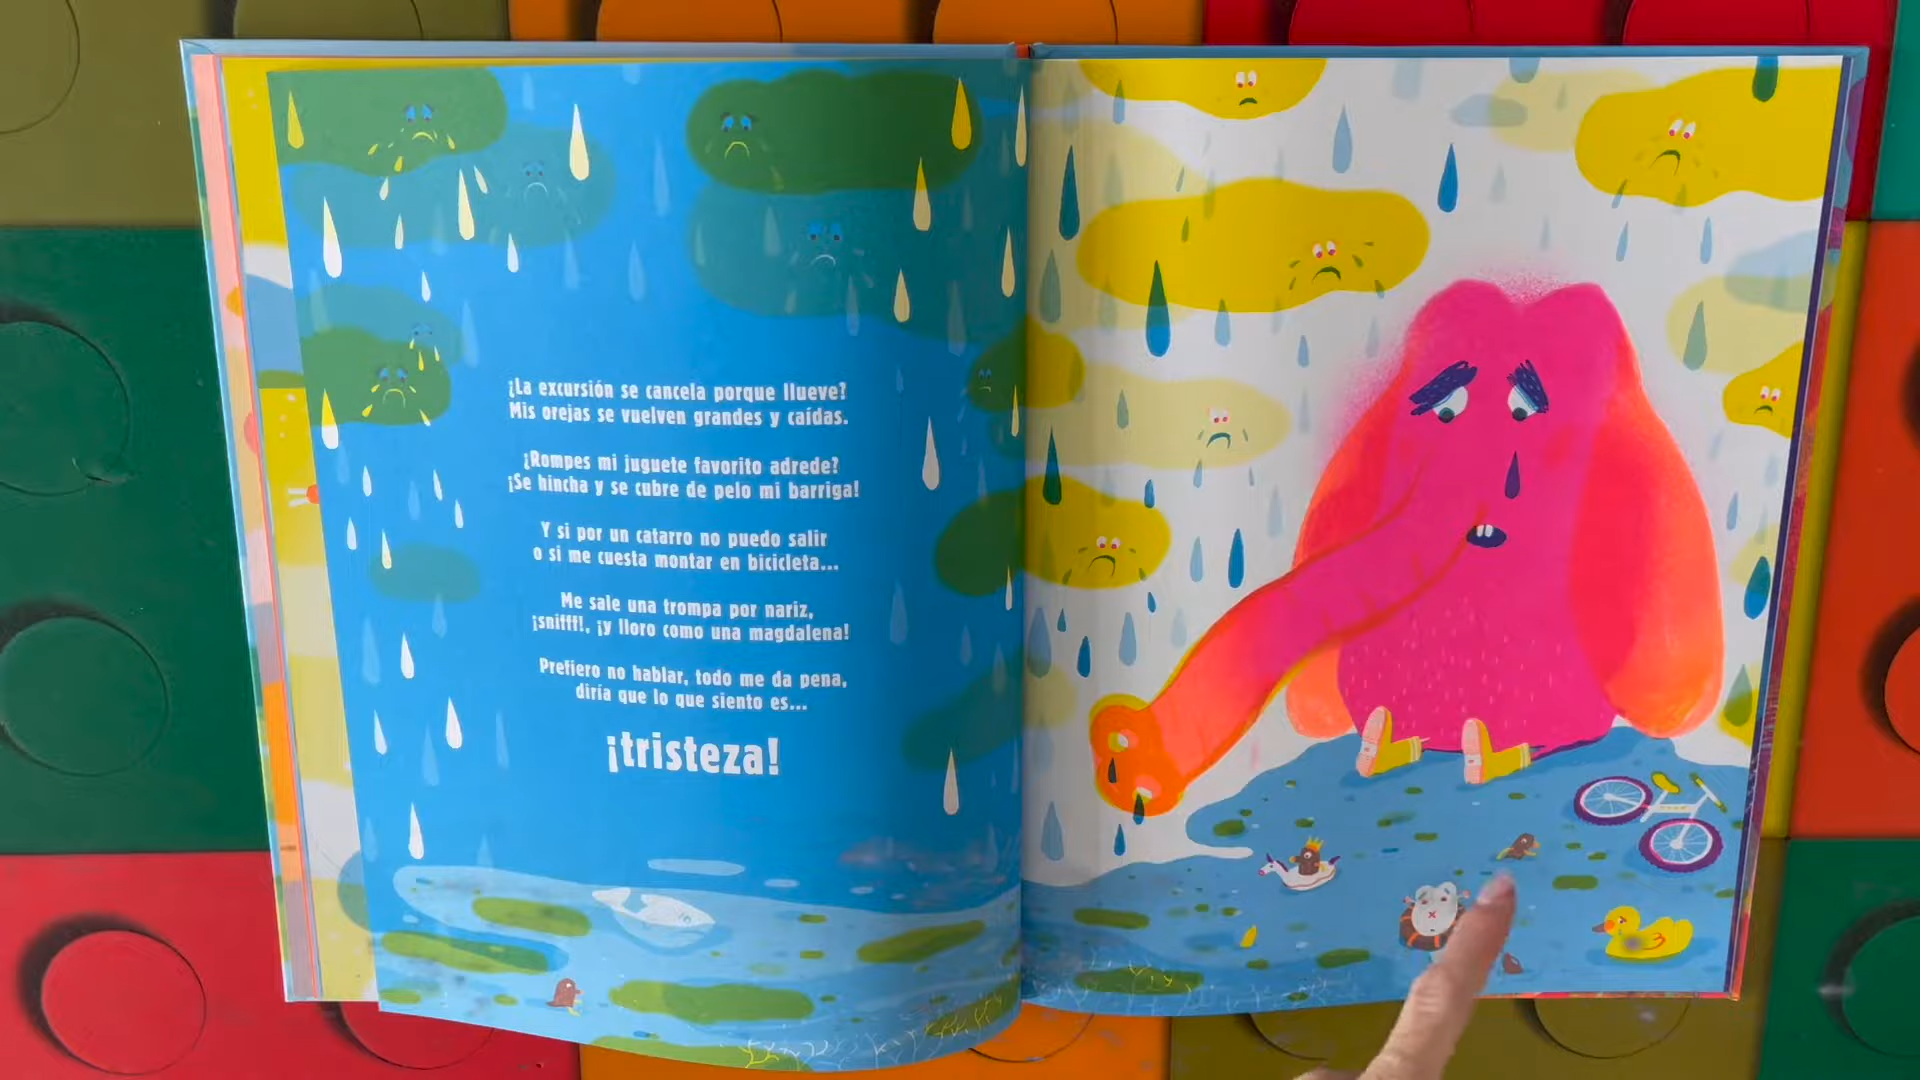 ¿La excursión se cancela porque llueve?
Mis orejas se vuelven grandes y caídas.
¿Rompes mi juguete favorito adrede?
¡Se hincha y se cubre de pelo mi barriga!
Y si por un catarro no puedo salir
o si me cuesta montar en bicicleta...
Me sale una trompa por nariz,
¡snifff!, ¡y lloro como una magdalena!
Prefiero no hablar, todo me da pena,
diría que lo que siento es...
¡tristeza!